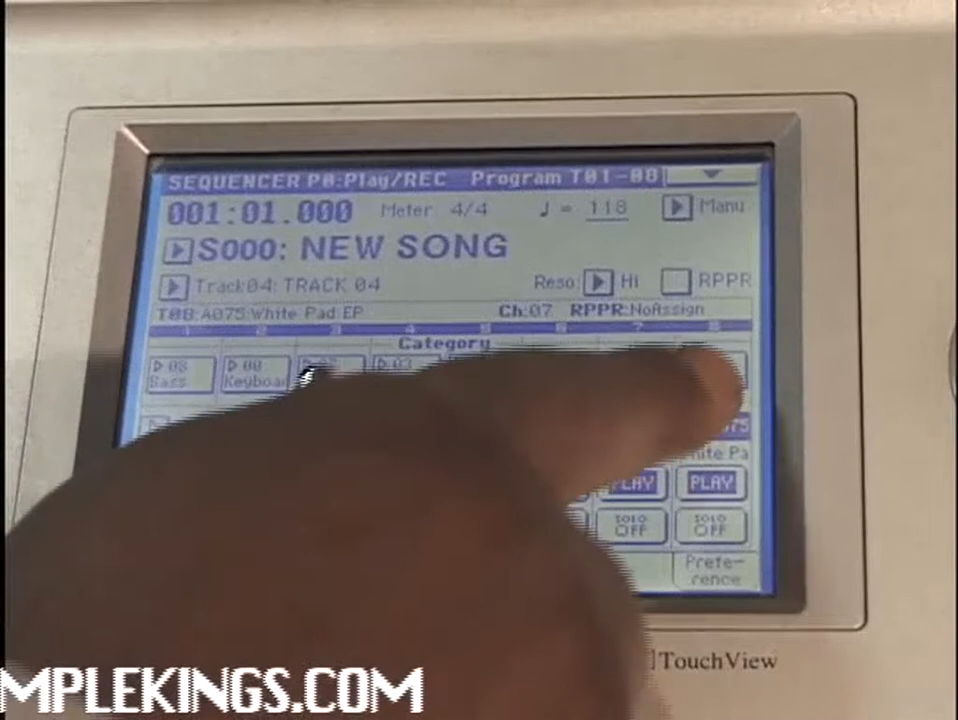 SEQUENCER P0:Play/REC Program T01-08
001:01.000 Meter 4/4 ♩ = 118 Manu
S000: NEW SONG
Track04: TRACK 04 Reso: Hi RPPR
T08:A075:White Pad EP Ch:07 RPPR:NoAssign
1 2 3 4 5 6 7 8
Category
08 00 03
Bass Keyboar
PLAY PLAY
SOLO OFF SOLO OFF
Prefe-
rence
TouchView
MPLEKINGS.COM